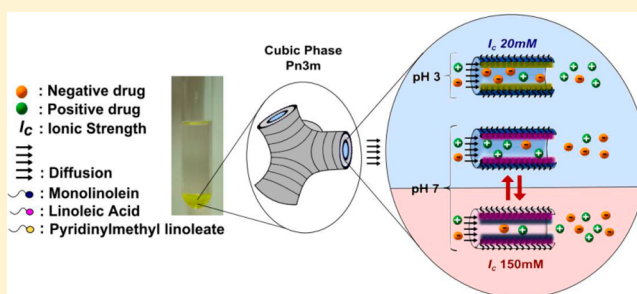 : Negative drug
: Positive drug
Ic : Ionic Strength
: Diffusion
: Monolinolein
: Linoleic Acid
: Pyridinylmethyl linoleate
Cubic Phase
Pn3m
Ic 20mM
pH 3
pH 7
Ic 150mM